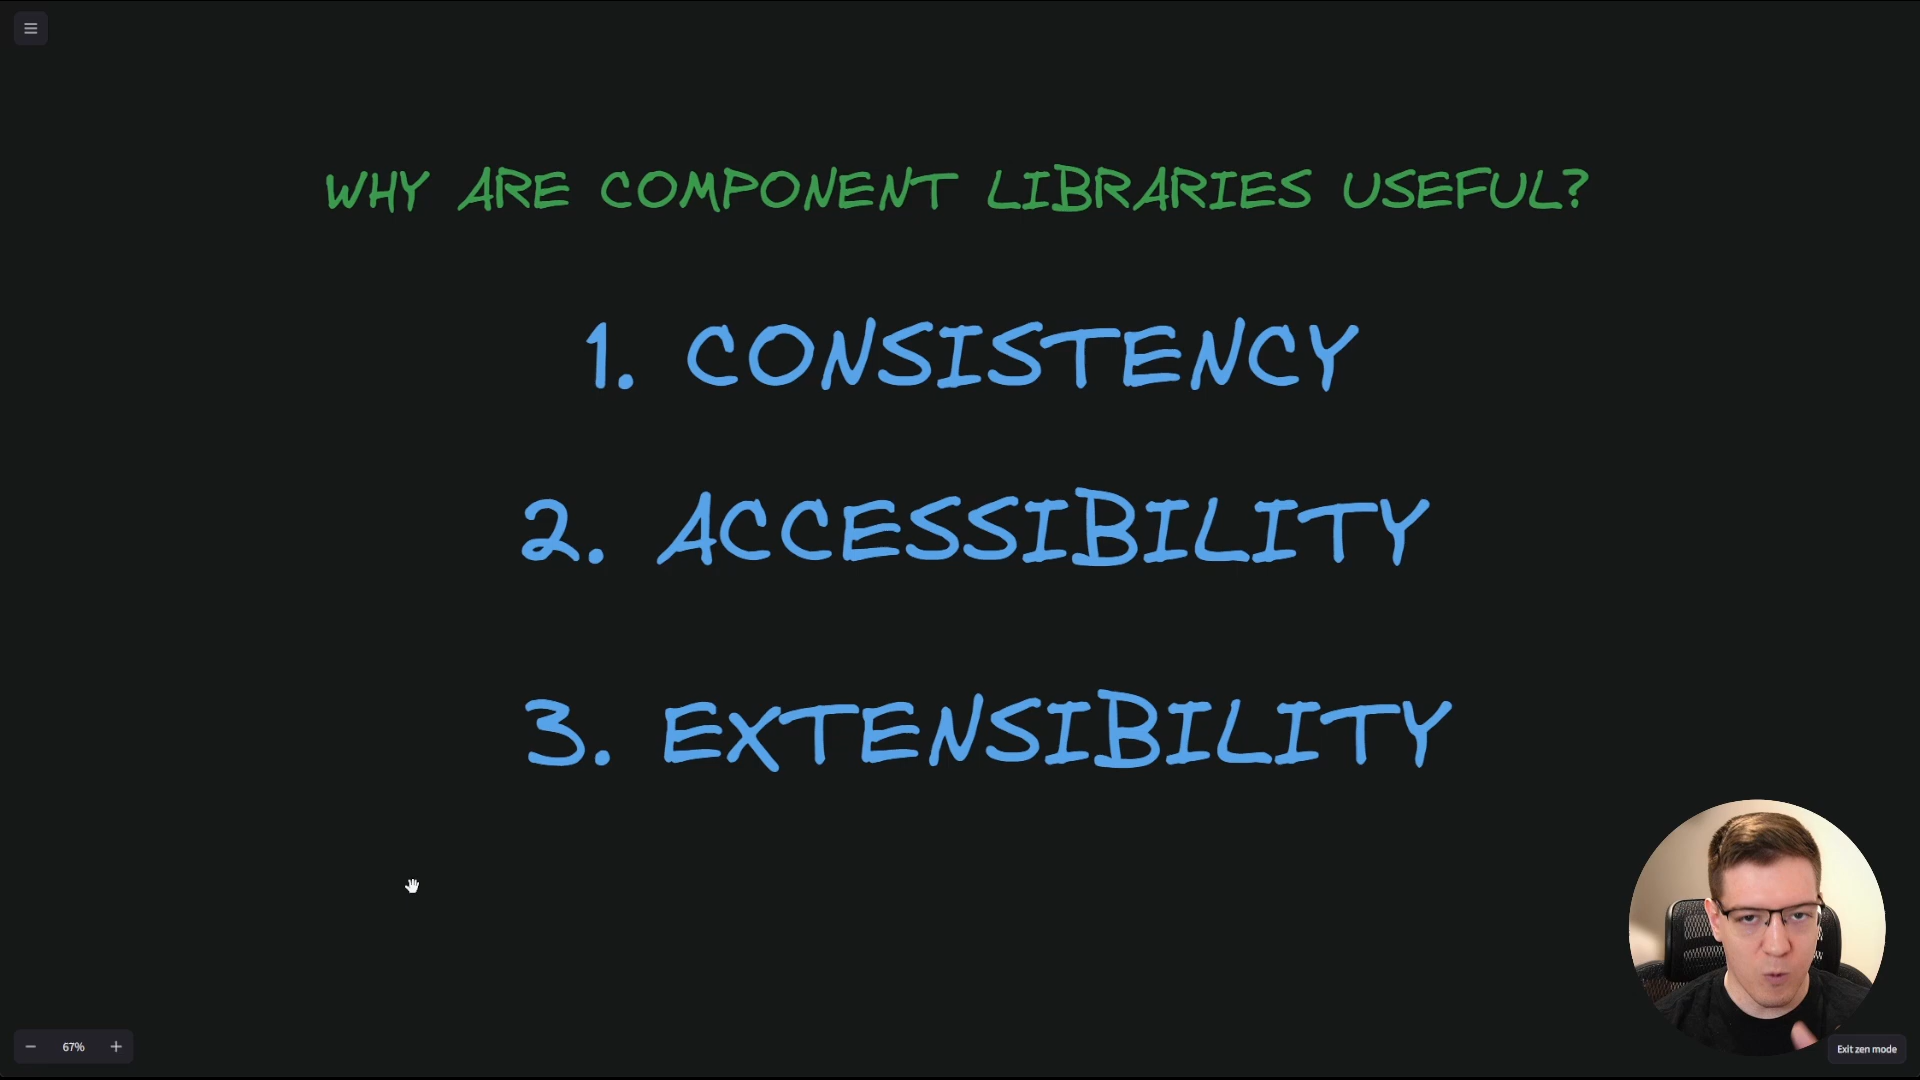 WHY ARE COMPONENT LIBRARIES USEFUL?
1. CONSISTENCY
2. ACCESSIBILITY
3. EXTENSIBILITY
67%
Exit zen mode